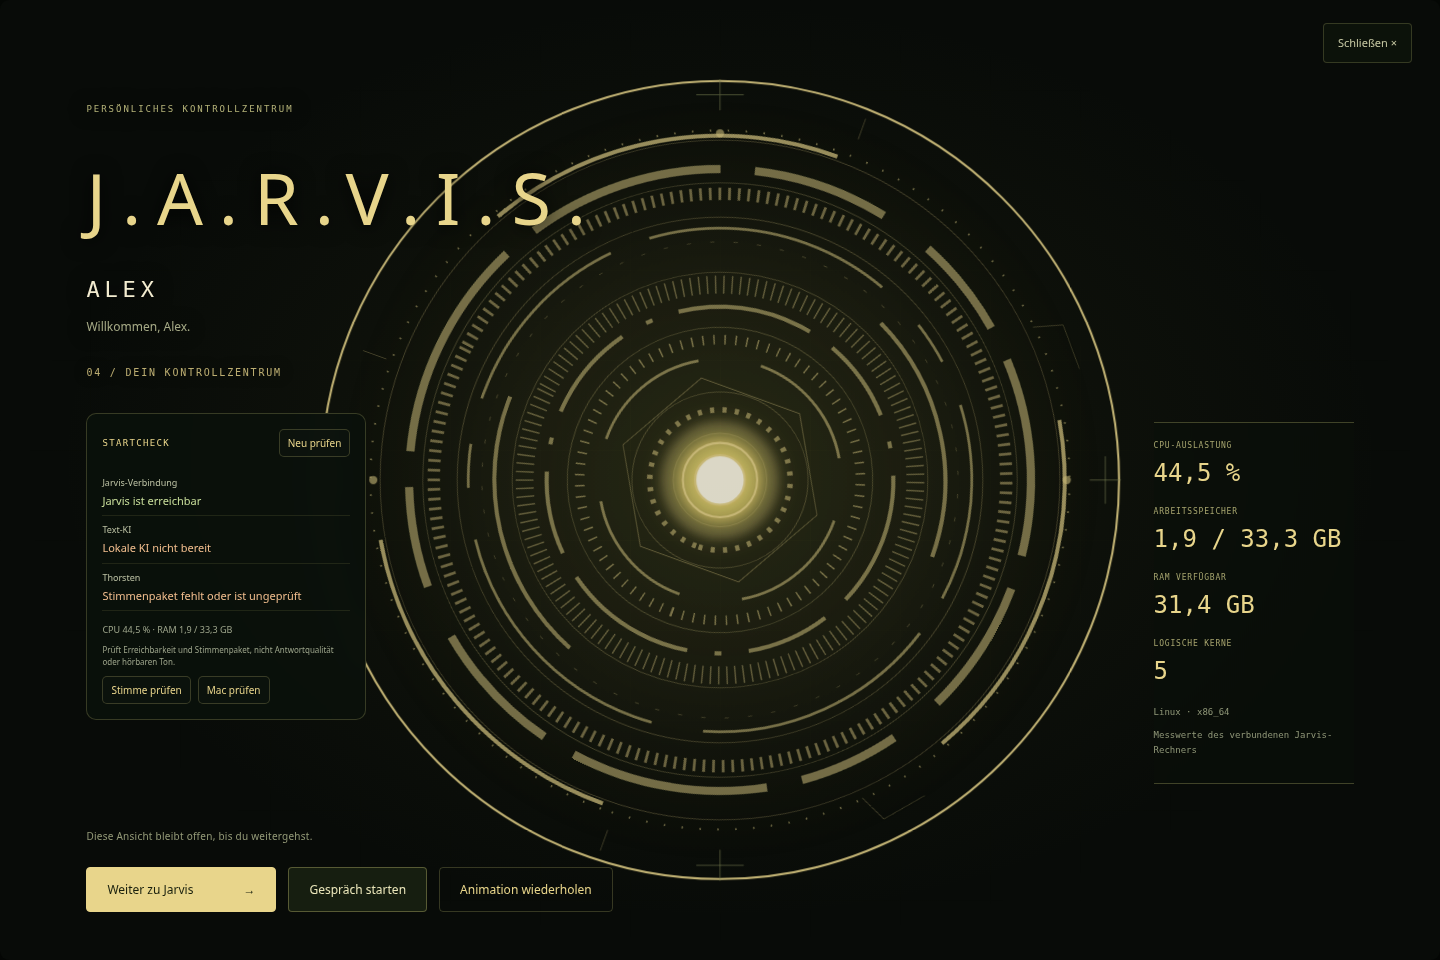 Schließen ×
PERSÖNLICHES KONTROLLZENTRUM
J.A.R.V.I.S.
ALEX
Willkommen, Alex.
04 / DEIN KONTROLLZENTRUM
STARTCHECK
Neu prüfen
Jarvis-Verbindung
Jarvis ist erreichbar
Text-KI
Lokale KI nicht bereit
Thorsten
Stimmenpaket fehlt oder ist ungeprüft
CPU 44,5 % · RAM 1,9 / 33,3 GB
Prüft Erreichbarkeit und Stimmenpaket, nicht Antwortqualität
oder hörbaren Ton.
Stimme prüfen
Mac prüfen
CPU-AUSLASTUNG
44,5 %
ARBEITSSPEICHER
1,9 / 33,3 GB
RAM VERFÜGBAR
31,4 GB
LOGISCHE KERNE
5
Linux · x86_64
Messwerte des verbundenen Jarvis-
Rechners
Diese Ansicht bleibt offen, bis du weitergehst.
Weiter zu Jarvis →
Gespräch starten
Animation wiederholen